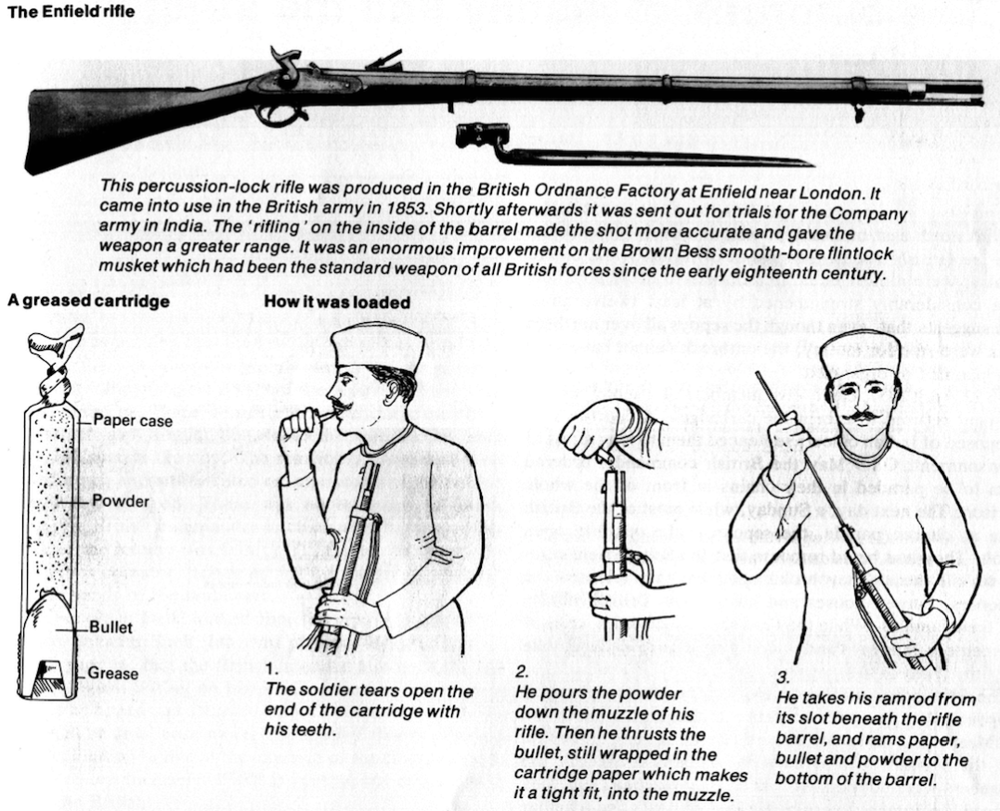 The Enfield rifle
This percussion-lock rifle was produced in the British Ordnance Factory at Enfield near London. It
came into use in the British army in 1853. Shortly afterwards it was sent out for trials for the Company
army in India. The 'rifling' on the inside of the barrel made the shot more accurate and gave the
weapon a greater range. It was an enormous improvement on the Brown Bess smooth-bore flintlock
musket which had been the standard weapon of all British forces since the early eighteenth century.
A greased cartridge
Paper case
Powder
Bullet
Grease
How it was loaded
1.
The soldier tears open the
end of the cartridge with
his teeth.
2.
He pours the powder
down the muzzle of his
rifle. Then he thrusts the
bullet, still wrapped in the
cartridge paper which makes
it a tight fit, into the muzzle.
3.
He takes his ramrod from
its slot beneath the rifle
barrel, and rams paper,
bullet and powder to the
bottom of the barrel.